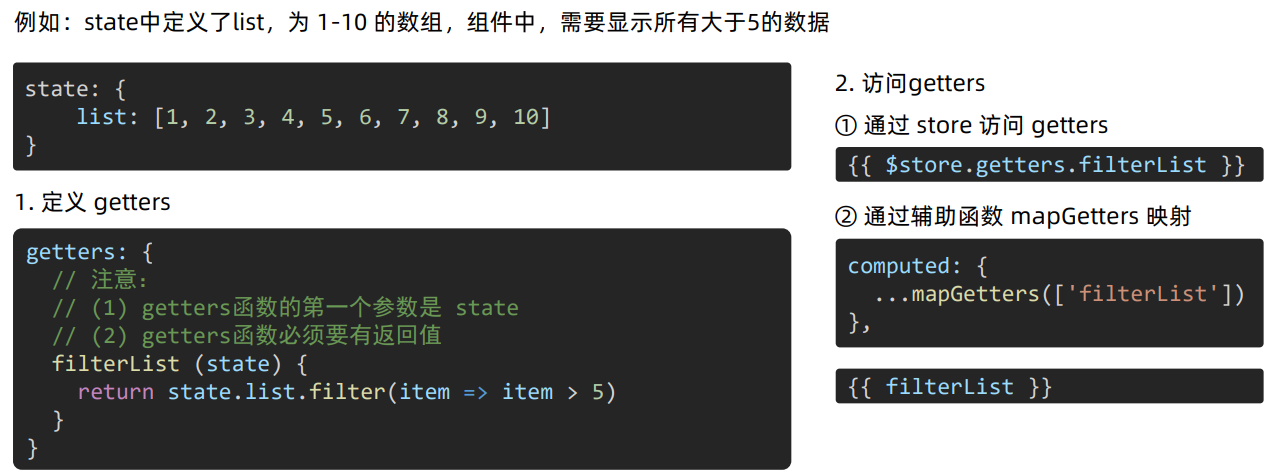 例如：state中定义了list，为 1-10 的数组，组件中，需要显示所有大于5的数据
state: {
    list: [1, 2, 3, 4, 5, 6, 7, 8, 9, 10]
}
1. 定义 getters
getters: {
  // 注意：
  // (1) getters函数的第一个参数是 state
  // (2) getters函数必须要有返回值
  filterList (state) {
    return state.list.filter(item => item > 5)
  }
}
2. 访问getters
① 通过 store 访问 getters
{{ $store.getters.filterList }}
② 通过辅助函数 mapGetters 映射
computed: {
  ...mapGetters(['filterList'])
},
{{ filterList }}